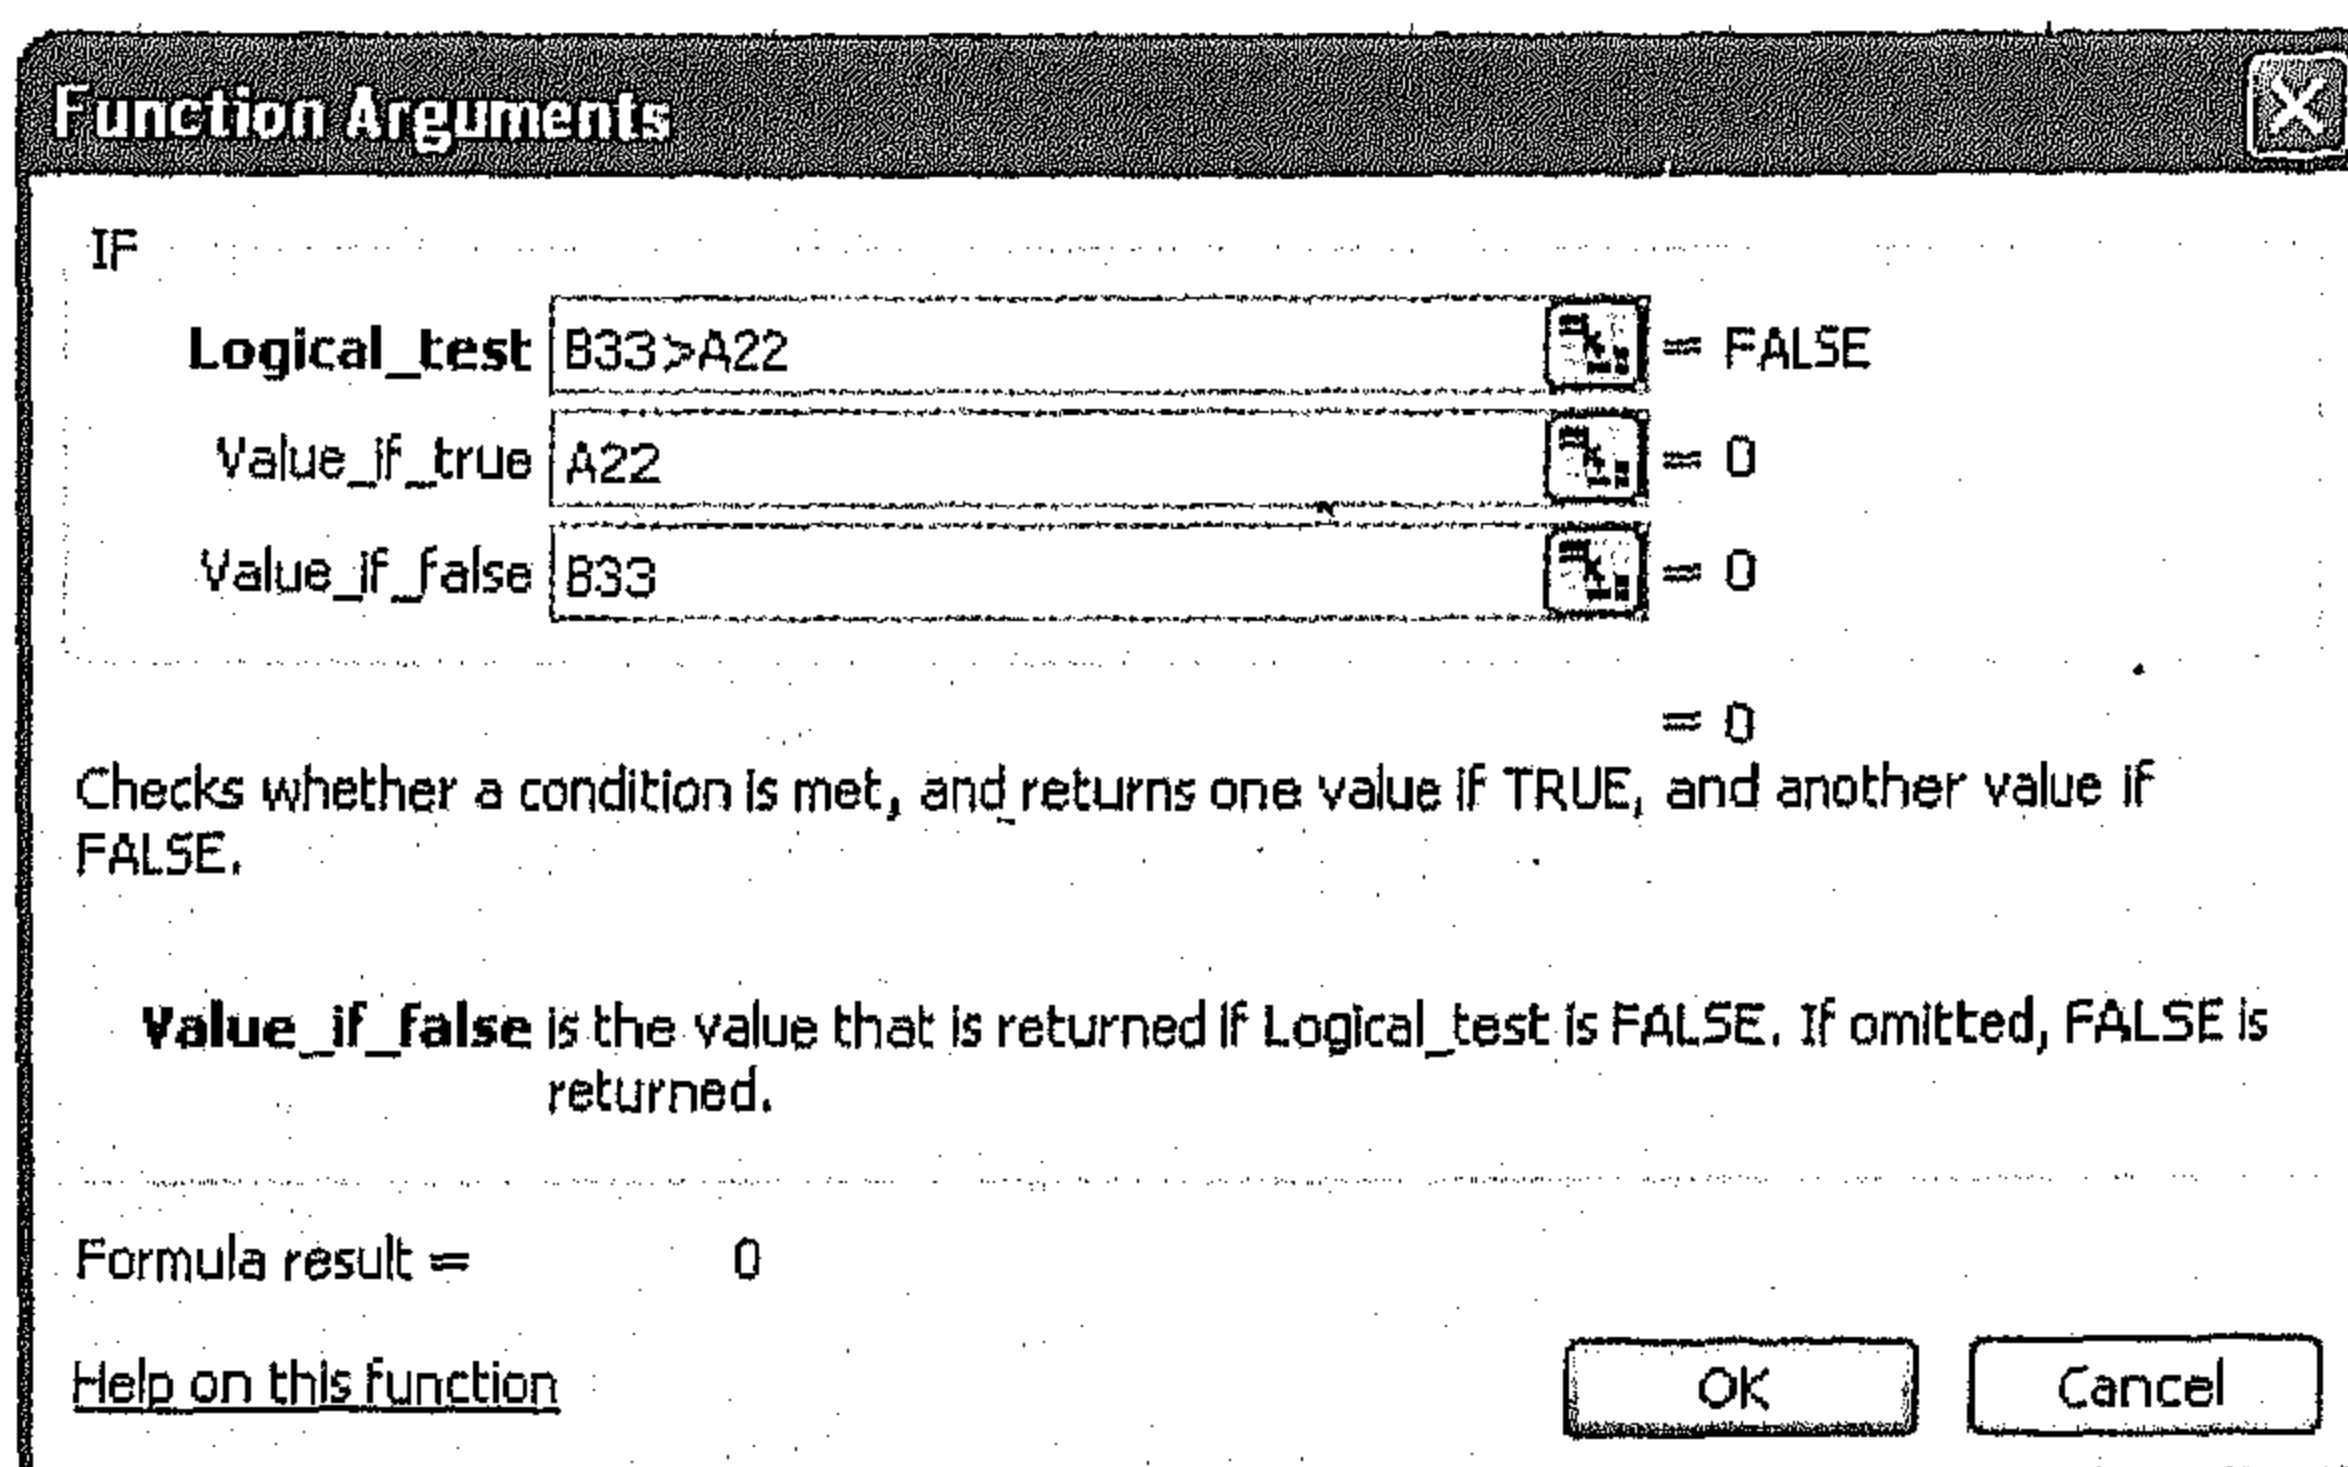 Function Arguments
IF
Logical_test B33>A22 = FALSE
Value_if_true A22 = 0
Value_if_false B33 = 0
= 0
Checks whether a condition is met, and returns one value if TRUE, and another value if
FALSE.
Value_if_false is the value that is returned if Logical_test is FALSE. If omitted, FALSE is
returned.
Formula result = 0
Help on this function
OK Cancel